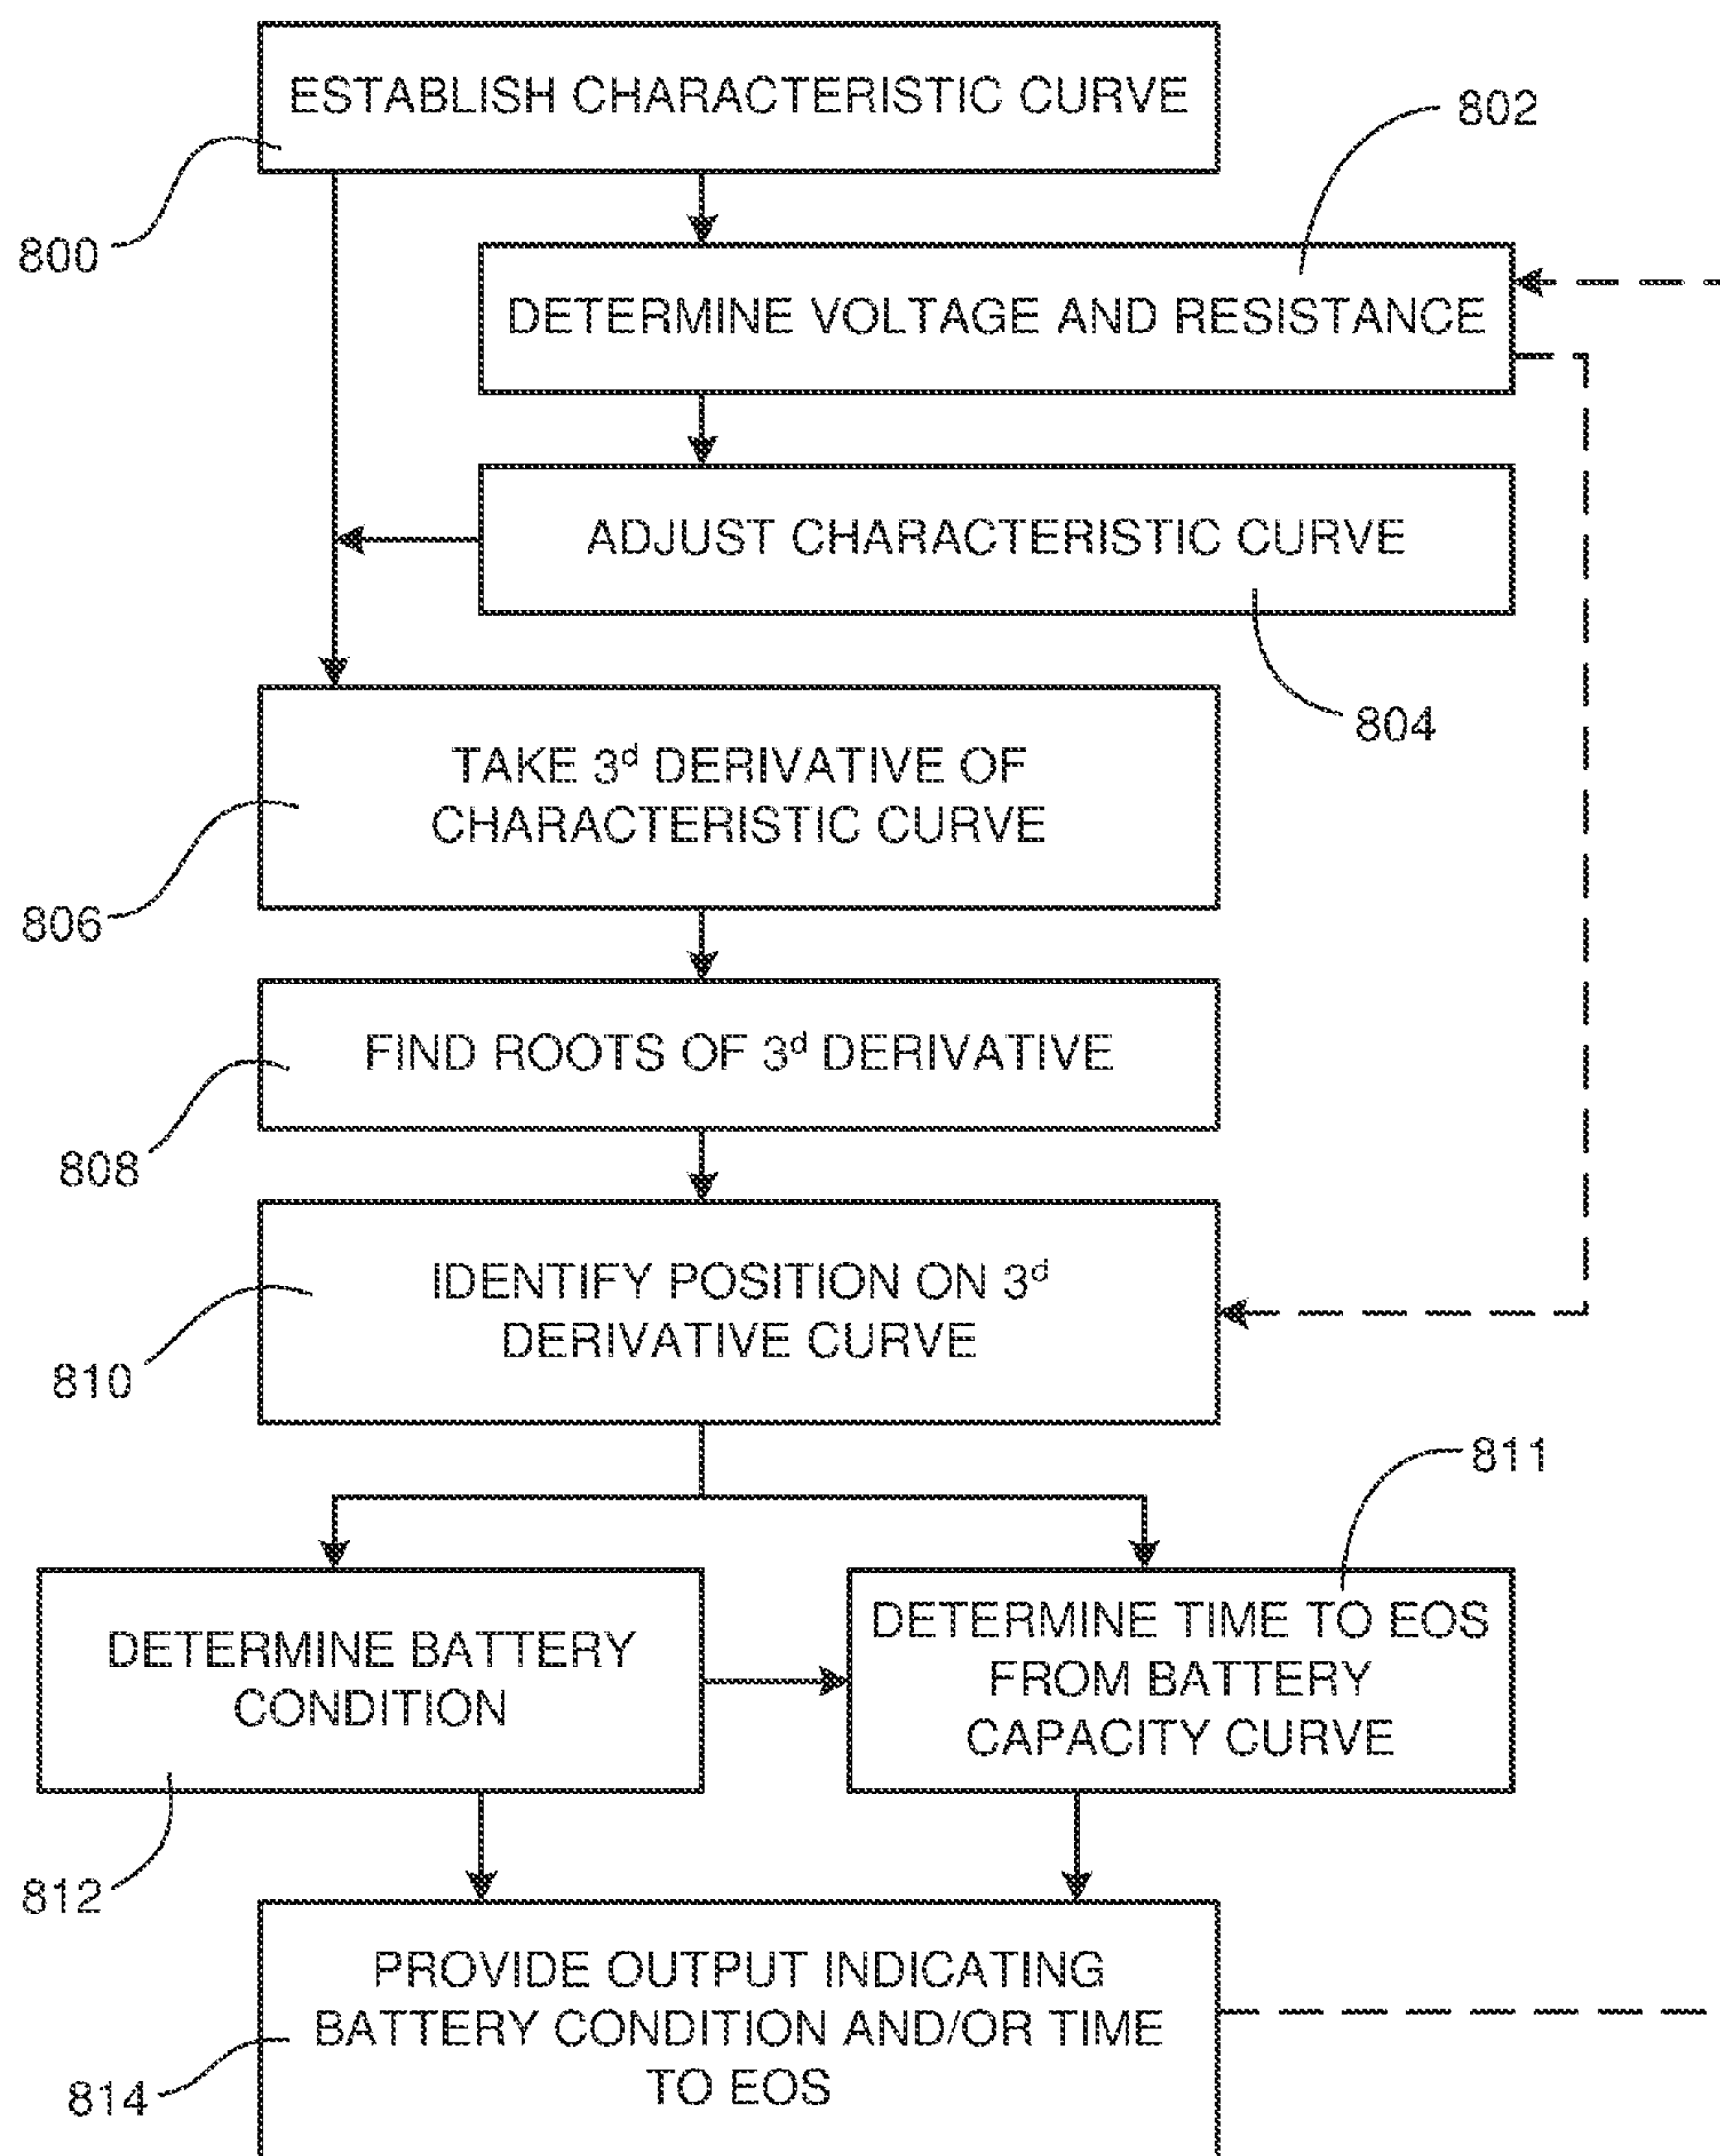 ESTABLISH CHARACTERISTIC CURVE
802
800
DETERMINE VOLTAGE AND RESISTANCE
ADJUST CHARACTERISTIC CURVE
804
TAKE 3d DERIVATIVE OF
CHARACTERISTIC CURVE
806
FIND ROOTS OF 3d DERIVATIVE
808
IDENTIFY POSITION ON 3d
DERIVATIVE CURVE
810
811
DETERMINE BATTERY
CONDITION
DETERMINE TIME TO EOS
FROM BATTERY
CAPACITY CURVE
812
PROVIDE OUTPUT INDICATING
BATTERY CONDITION AND/OR TIME
TO EOS
814